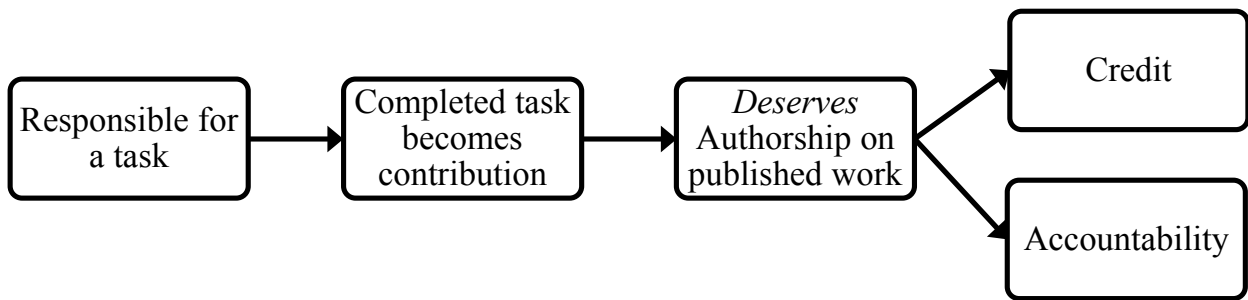 Responsible for
a task
Completed task
becomes
contribution
Deserves
Authorship on
published work
Credit
Accountability